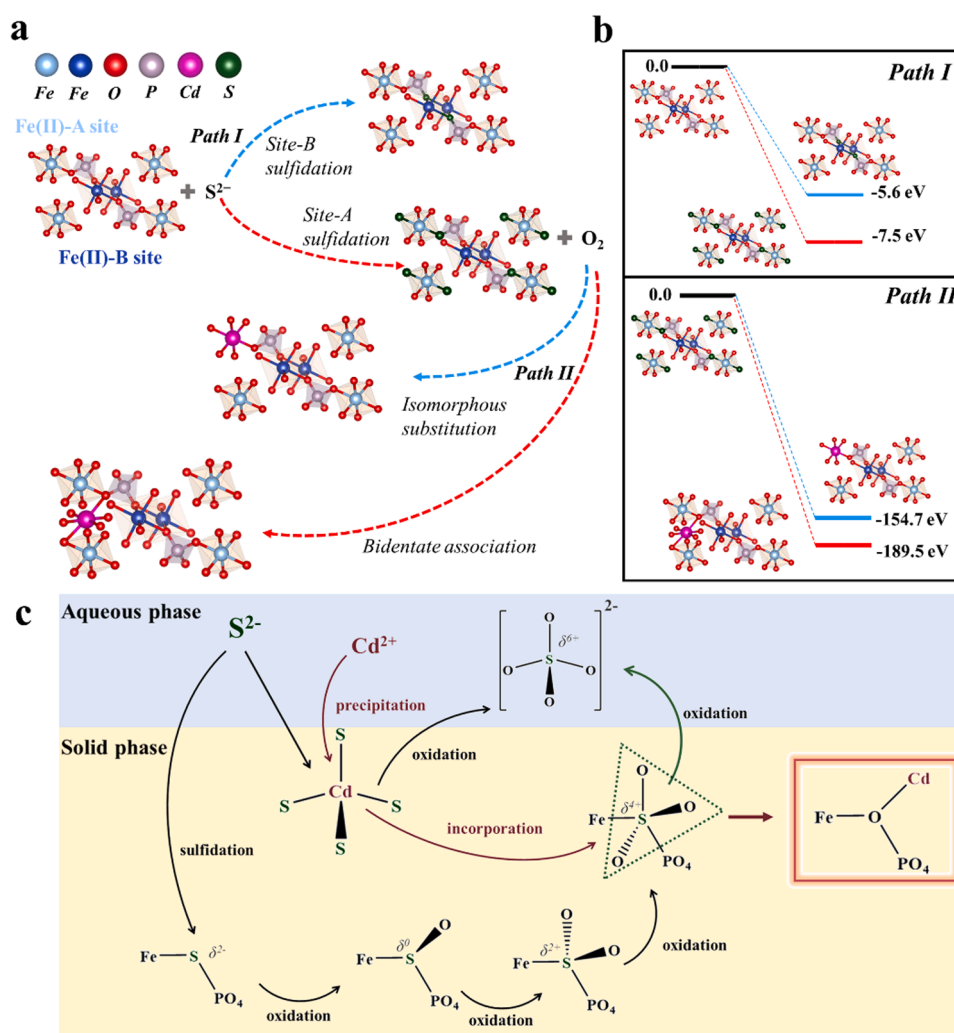 a
Fe Fe O P Cd S
Fe(II)-A site
Path I
Site-B
sulfidation
+ S²⁻
Site-A
sulfidation
Fe(II)-B site
+ O₂
Path II
Isomorphous
substitution
Bidentate association
b
0.0
Path I
-5.6 eV
-7.5 eV
0.0
Path II
-154.7 eV
-189.5 eV
c
Aqueous phase
S²⁻
Cd²⁺
precipitation
2-
O
δ⁶⁺
O S O
O
oxidation
Solid phase
S
oxidation
S Cd S
S
incorporation
sulfidation
O
δ⁴⁺
Fe S O
O
PO₄
Cd
Fe O
PO₄
oxidation
Fe S δ²⁻
PO₄
oxidation
O
δ⁰
Fe S
PO₄
oxidation
O
δ²⁺
O
Fe S
PO₄